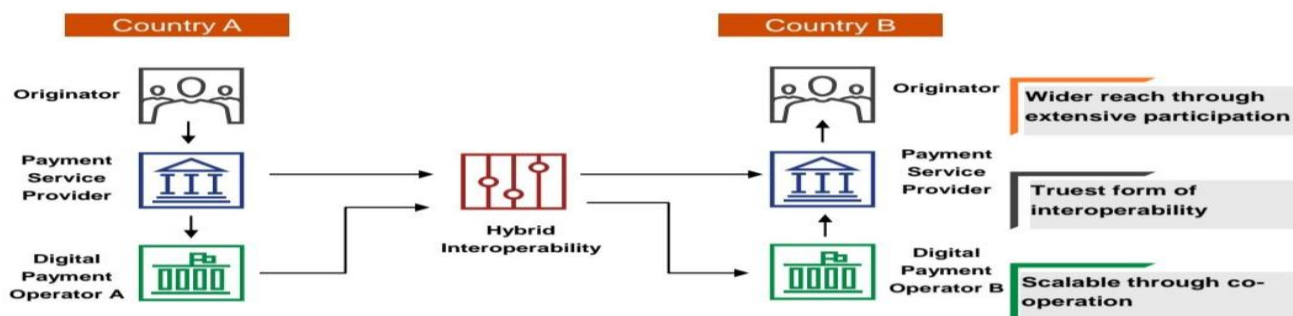 Country A
Country B
Originator
Originator
Wider reach through
extensive participation
Payment
Service
Provider
Hybrid
Interoperability
Payment
Service
Provider
Truest form of
interoperability
Digital
Payment
Operator A
Digital
Payment
Operator B
Scalable through co-
operation